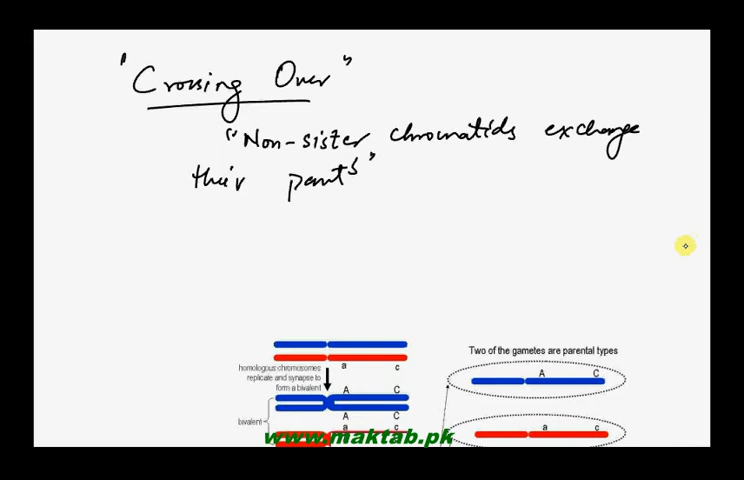 "Crossing Over"
"Non-sister chromatids exchange
their parts"
Two of the gametes are parental types
a c
homologous chromosomes
replicate and synapse to
form a bivalent
A C
A C
bivalent
A C
a c
a c
www.maktab.pk